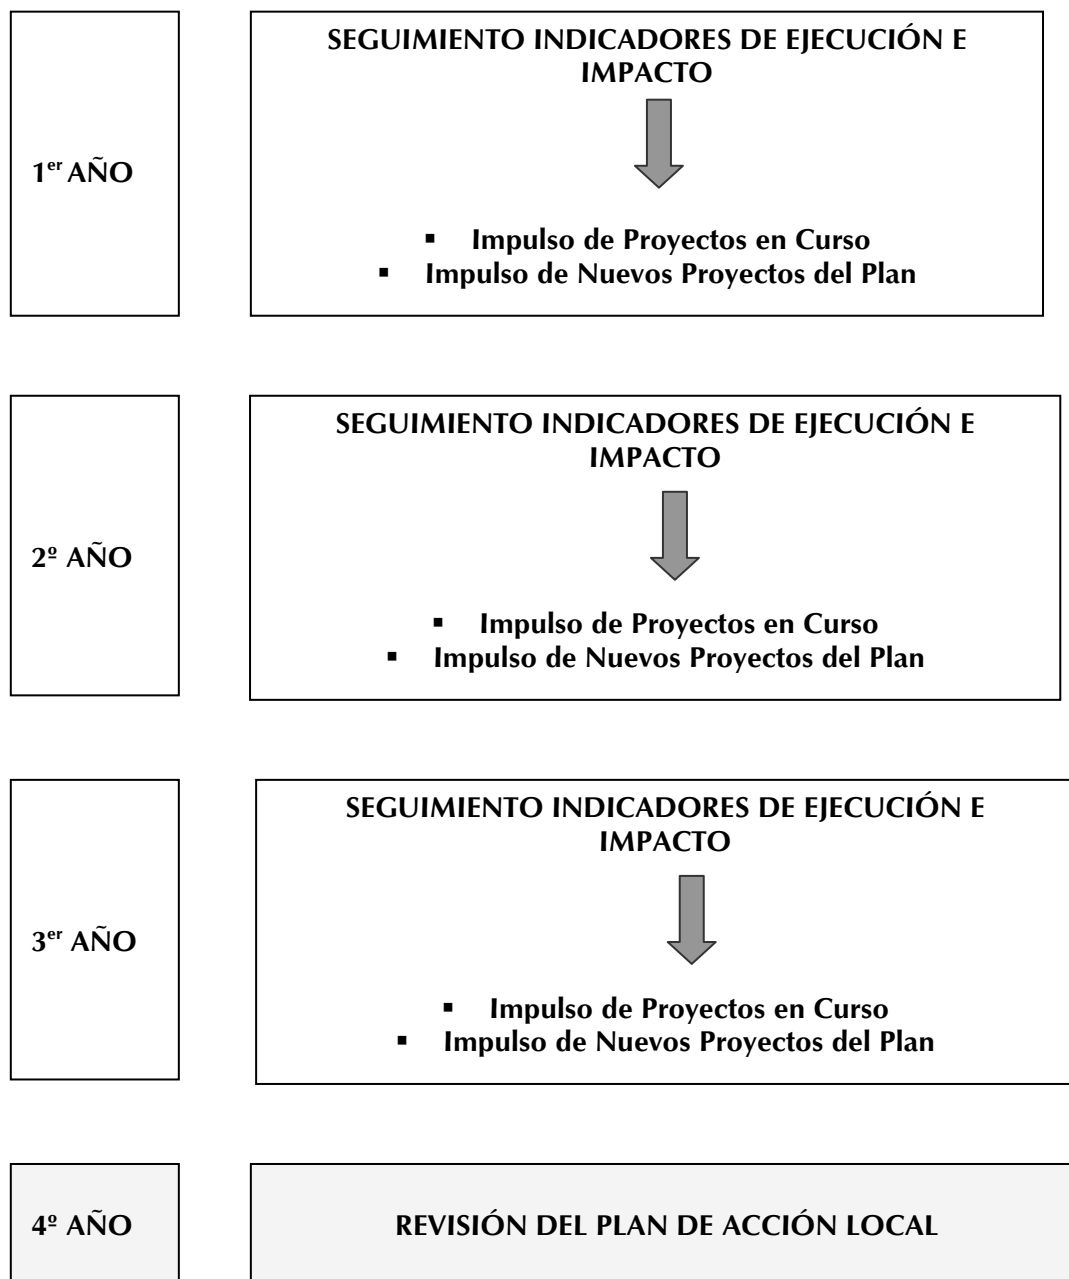 1er AÑO
SEGUIMIENTO INDICADORES DE EJECUCIÓN E
IMPACTO
▪ Impulso de Proyectos en Curso
▪ Impulso de Nuevos Proyectos del Plan
2º AÑO
SEGUIMIENTO INDICADORES DE EJECUCIÓN E
IMPACTO
▪ Impulso de Proyectos en Curso
▪ Impulso de Nuevos Proyectos del Plan
3er AÑO
SEGUIMIENTO INDICADORES DE EJECUCIÓN E
IMPACTO
▪ Impulso de Proyectos en Curso
▪ Impulso de Nuevos Proyectos del Plan
4º AÑO
REVISIÓN DEL PLAN DE ACCIÓN LOCAL